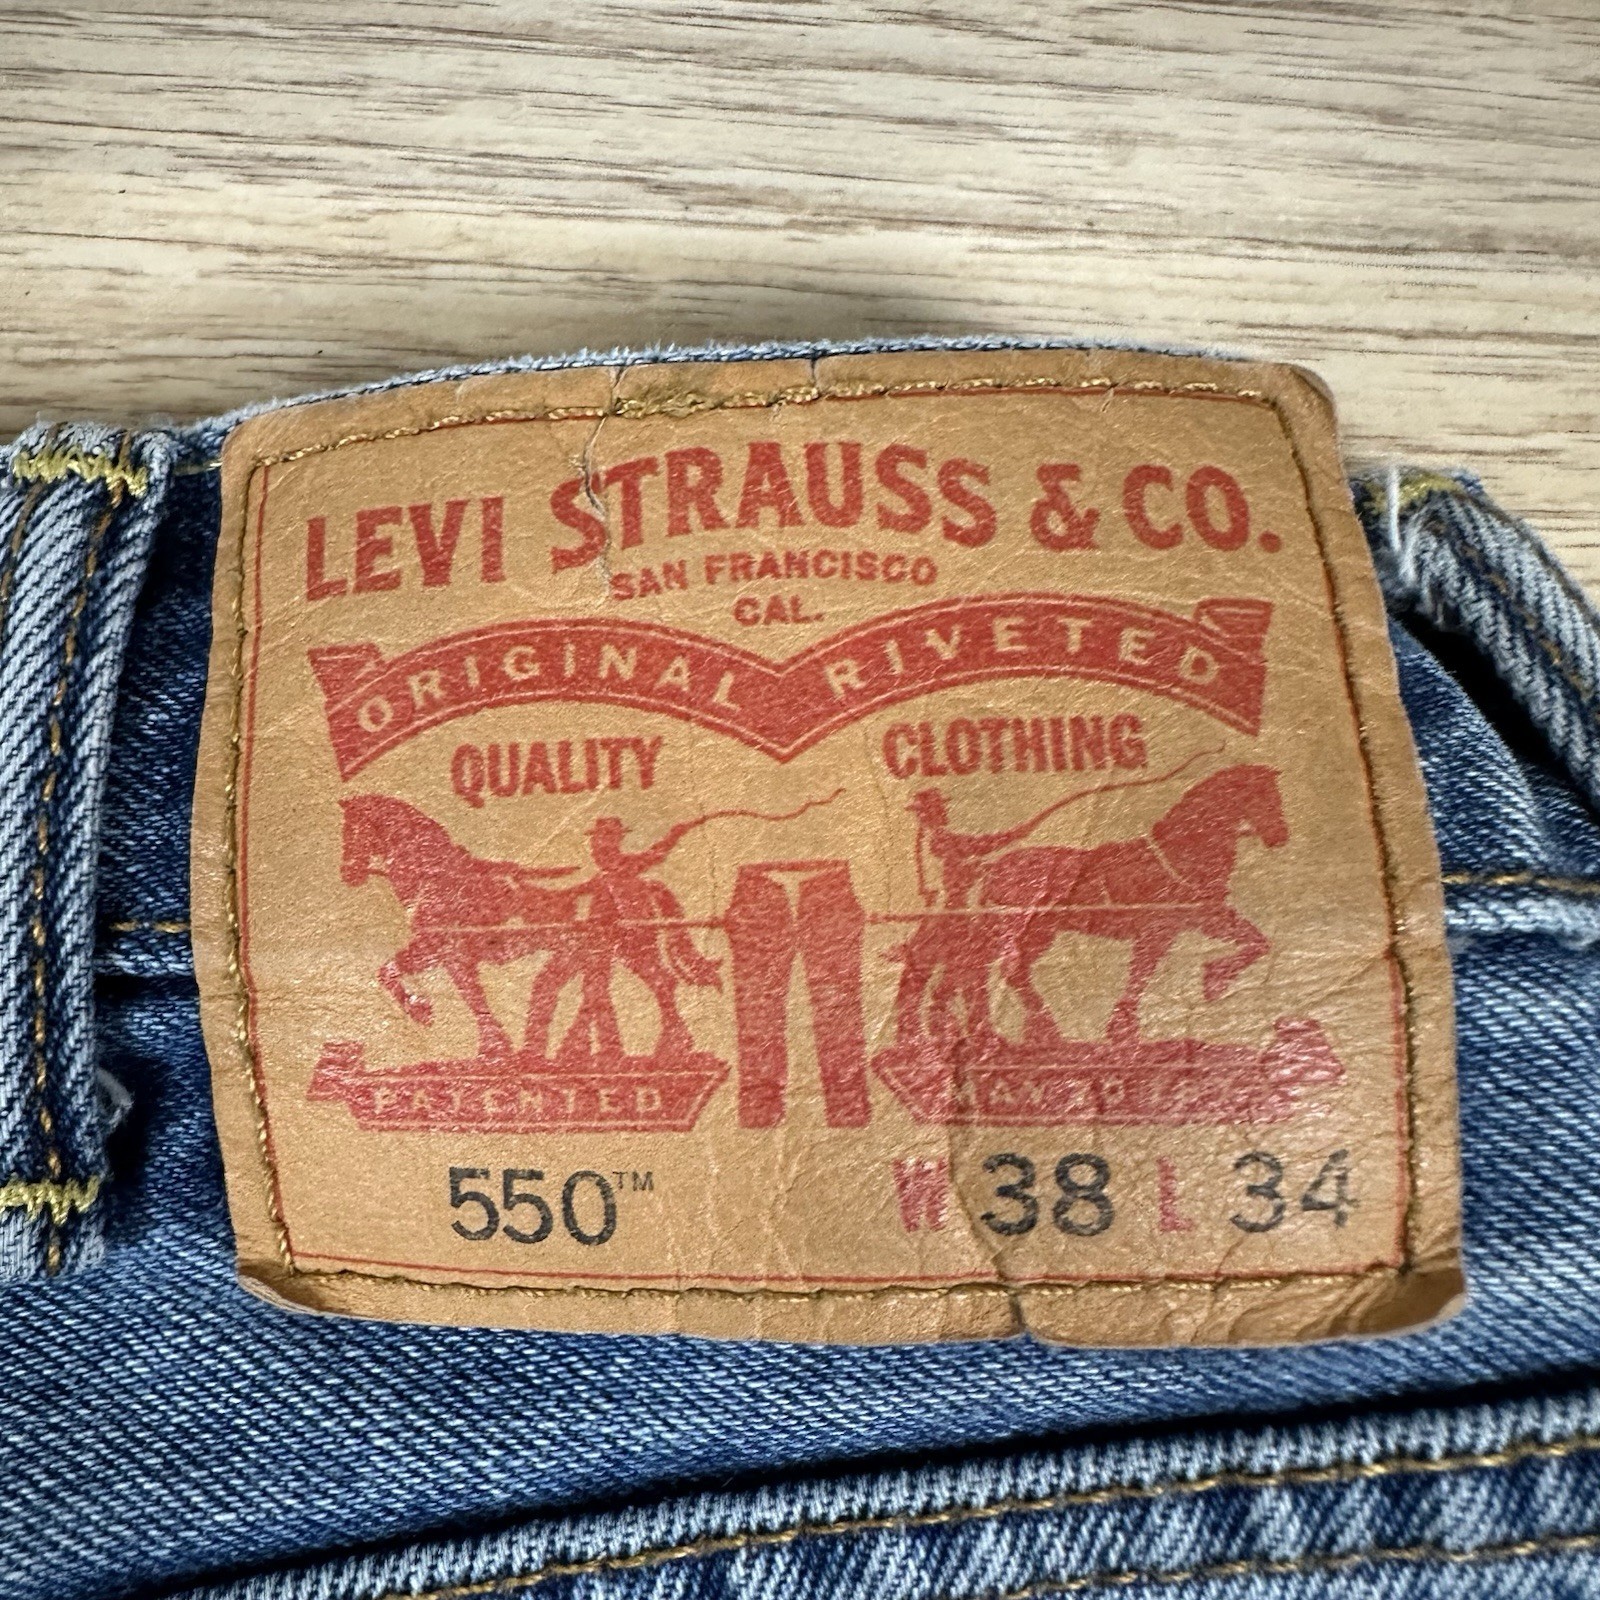 LEVI STRAUSS & CO.
SAN FRANCISCO
CAL.
ORIGINAL RIVETED
QUALITY CLOTHING
PATENTED
550™ W 38 L 34